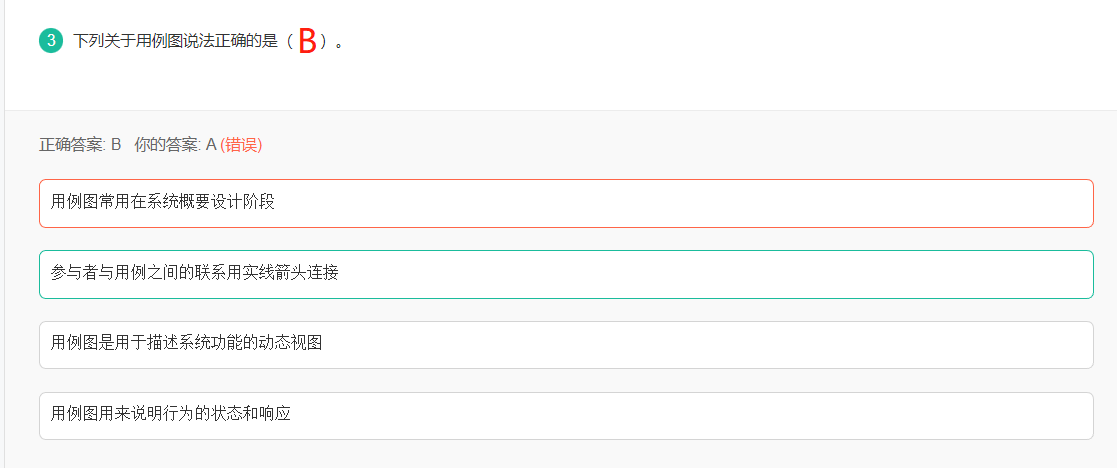 3 下列关于用例图说法正确的是（B）。
正确答案: B 你的答案: A (错误)
用例图常用在系统概要设计阶段
参与者与用例之间的联系用实线箭头连接
用例图是用于描述系统功能的动态视图
用例图用来说明行为的状态和响应